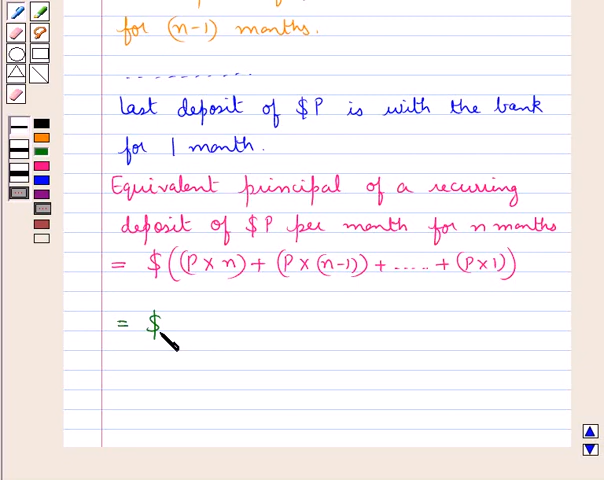 for (n-1) months.
..........
Last deposit of $P is with the bank
for 1 month.
Equivalent principal of a recurring
deposit of $P per month for n months
= $((P×n)+(P×(n-1))+.....+(P×1))
= $